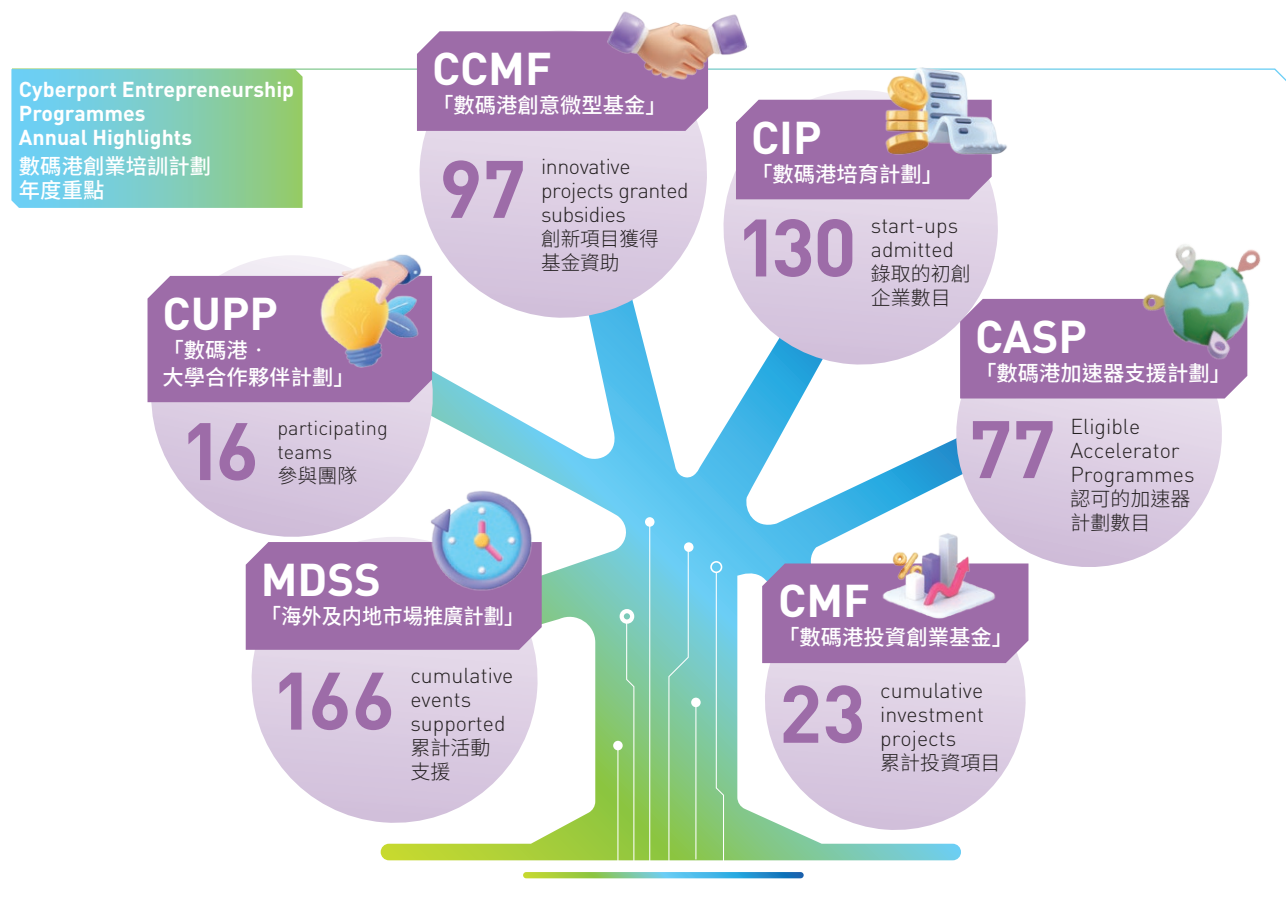 Cyberport Entrepreneurship
Programmes
Annual Highlights
數碼港創業培訓計劃
年度重點
CCMF
「數碼港創意微型基金」
97
innovative
projects granted
subsidies
創新項目獲得
基金資助
CIP
「數碼港培育計劃」
130
start-ups
admitted
錄取的初創
企業數目
CUPP
「數碼港．
大學合作夥伴計劃」
16
participating
teams
參與團隊
CASP
「數碼港加速器支援計劃」
77
Eligible
Accelerator
Programmes
認可的加速器
計劃數目
MDSS
「海外及内地市場推廣計劃」
166
cumulative
events
supported
累計活動
支援
CMF
「數碼港投資創業基金」
23
cumulative
investment
projects
累計投資項目
%